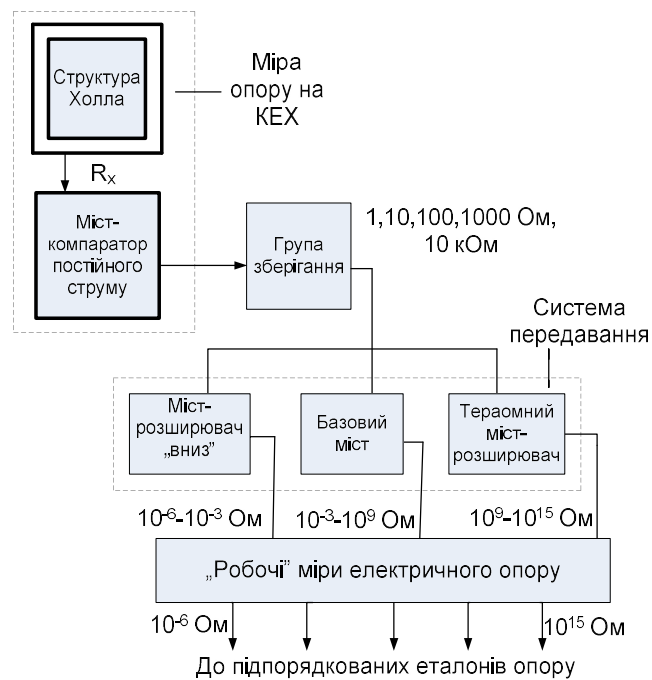 Структура
Холла
Міра
опору на
КЕХ
Rx
Міст-
компаратор
постійного
струму
Група
зберігання
1,10,100,1000 Ом,
10 кОм
Система
передавання
Міст-
розширювач
„вниз”
Базовий
міст
Тераомний
міст-
розширювач
10⁻⁶-10⁻³ Ом
10⁻³-10⁹ Ом
10⁹-10¹⁵ Ом
„Робочі” міри електричного опору
10⁻⁶ Ом
10¹⁵ Ом
До підпорядкованих еталонів опору